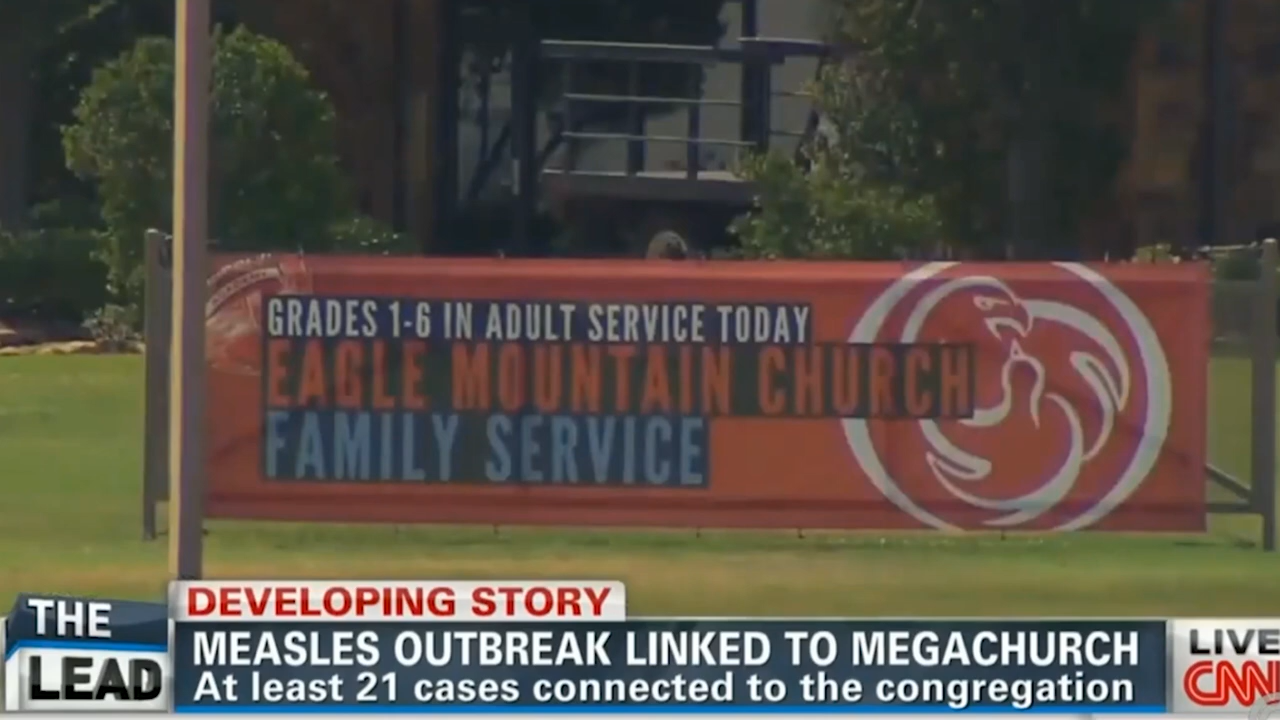 GRADES 1-6 IN ADULT SERVICE TODAY
EAGLE MOUNTAIN CHURCH
FAMILY SERVICE
DEVELOPING STORY
THE LEAD
MEASLES OUTBREAK LINKED TO MEGACHURCH
At least 21 cases connected to the congregation
LIVE
CNN